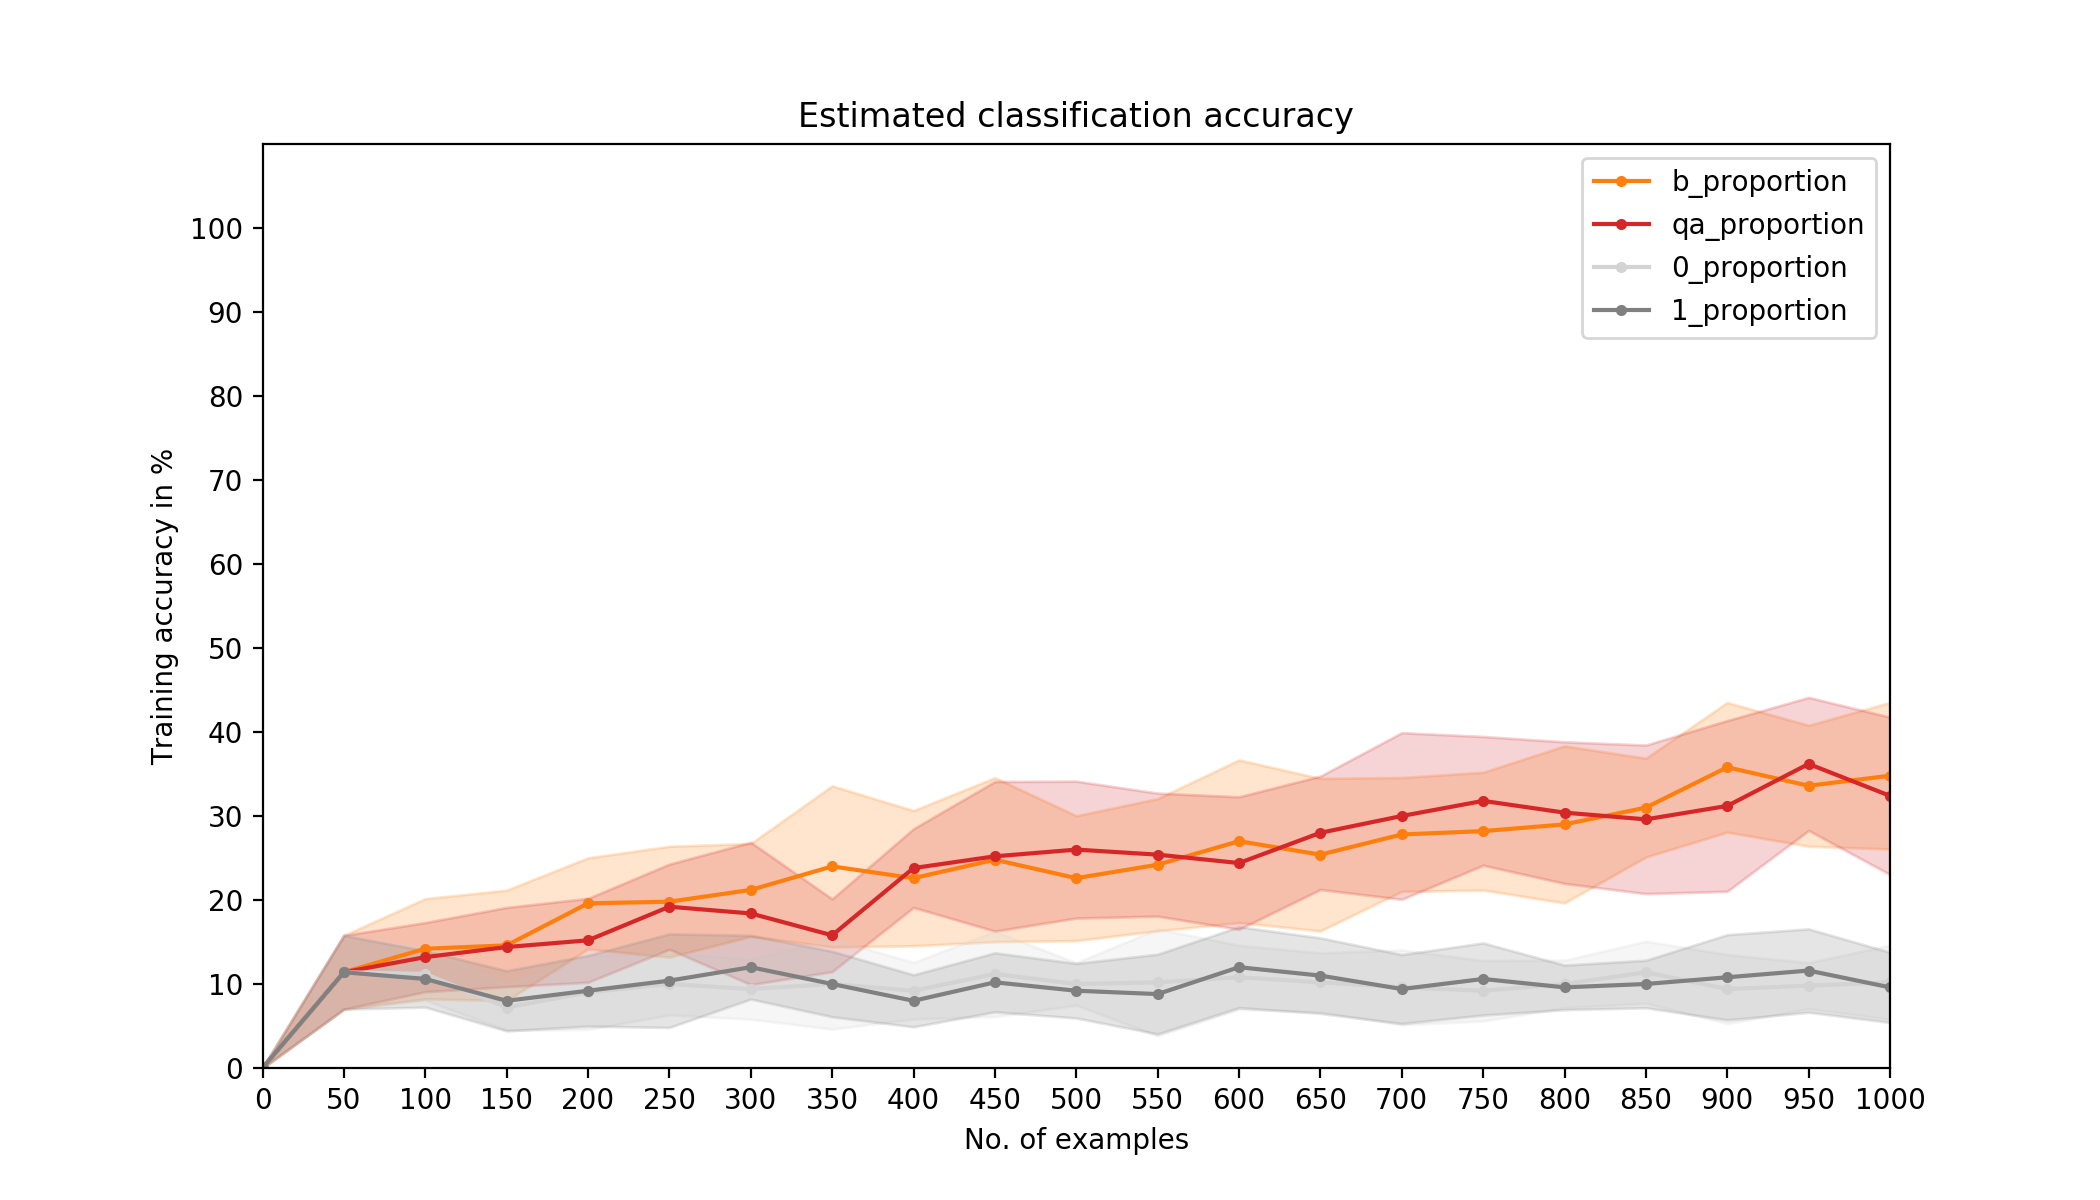 Estimated classification accuracy
b_proportion
qa_proportion
0_proportion
1_proportion
100
90
80
70
60
50
40
30
20
10
0
Training accuracy in %
0 50 100 150 200 250 300 350 400 450 500 550 600 650 700 750 800 850 900 950 1000
No. of examples